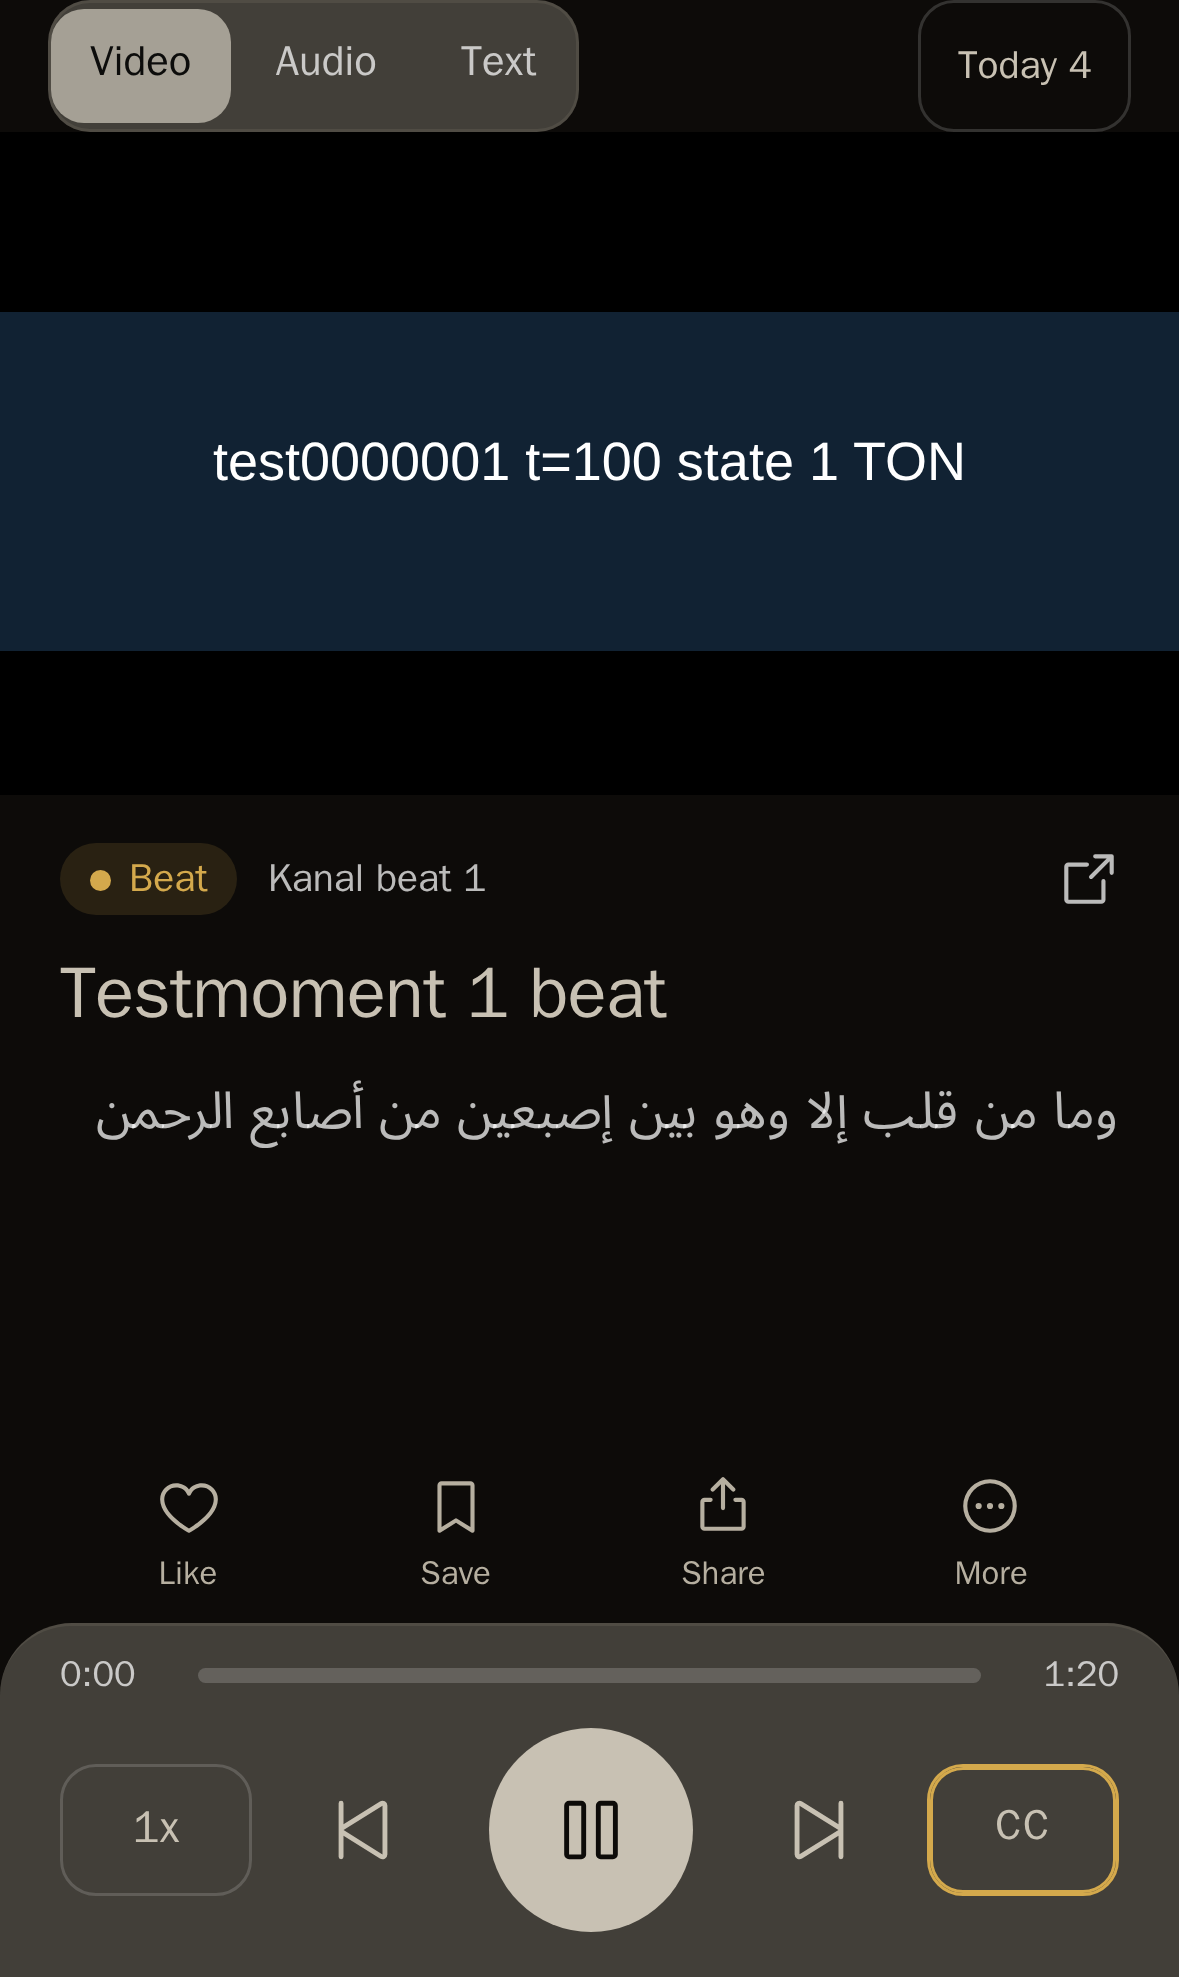 Video Audio Text Today 4
test0000001 t=100 state 1 TON
Beat Kanal beat 1
Testmoment 1 beat
وما من قلب إلا وهو بين إصبعين من أصابع الرحمن
Like Save Share More
0:00 1:20
1x CC